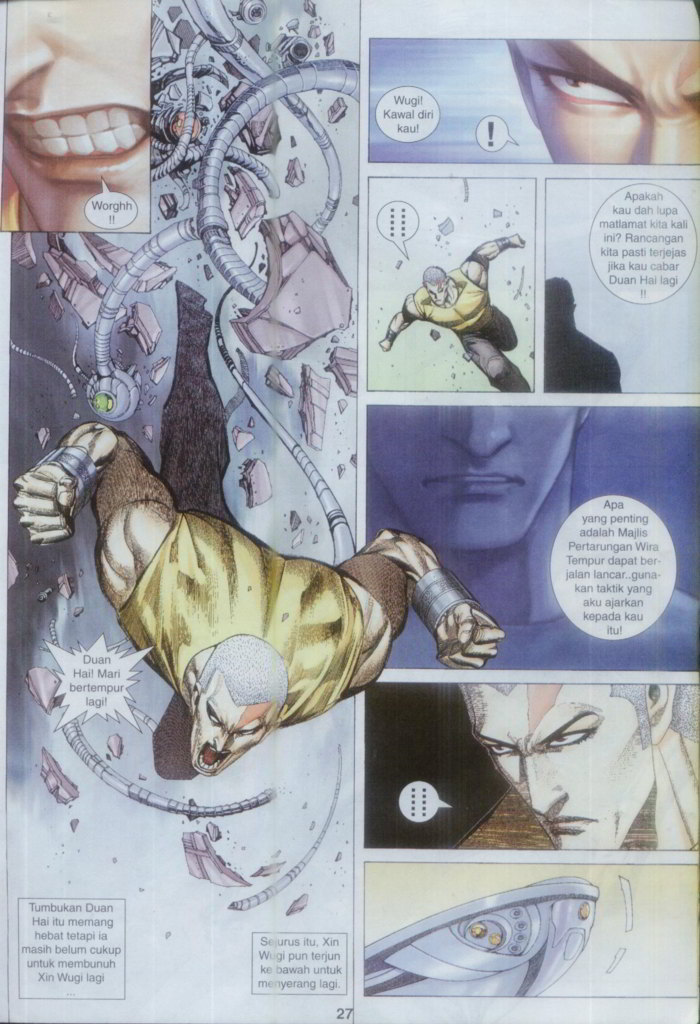 Worghh
!!
Duan
Hai! Mari
bertempur
lagi!
Tumbukan Duan
Hai itu memang
hebat tetapi ia
masih belum cukup
untuk membunuh
Xin Wugi lagi
...
Sejurus itu, Xin
Wugi pun terjun
ke bawah untuk
menyerang lagi.
Wugi!
Kawal diri
kau!
!
Apakah
kau dah lupa
matlamat kita kali
ini? Rancangan
kita pasti terjejas
jika kau cabar
Duan Hai lagi
!!
Apa
yang penting
adalah Majlis
Pertarungan Wira
Tempur dapat ber-
jalan lancar..guna-
kan taktik yang
aku ajarkan
kepada kau
itu!
27